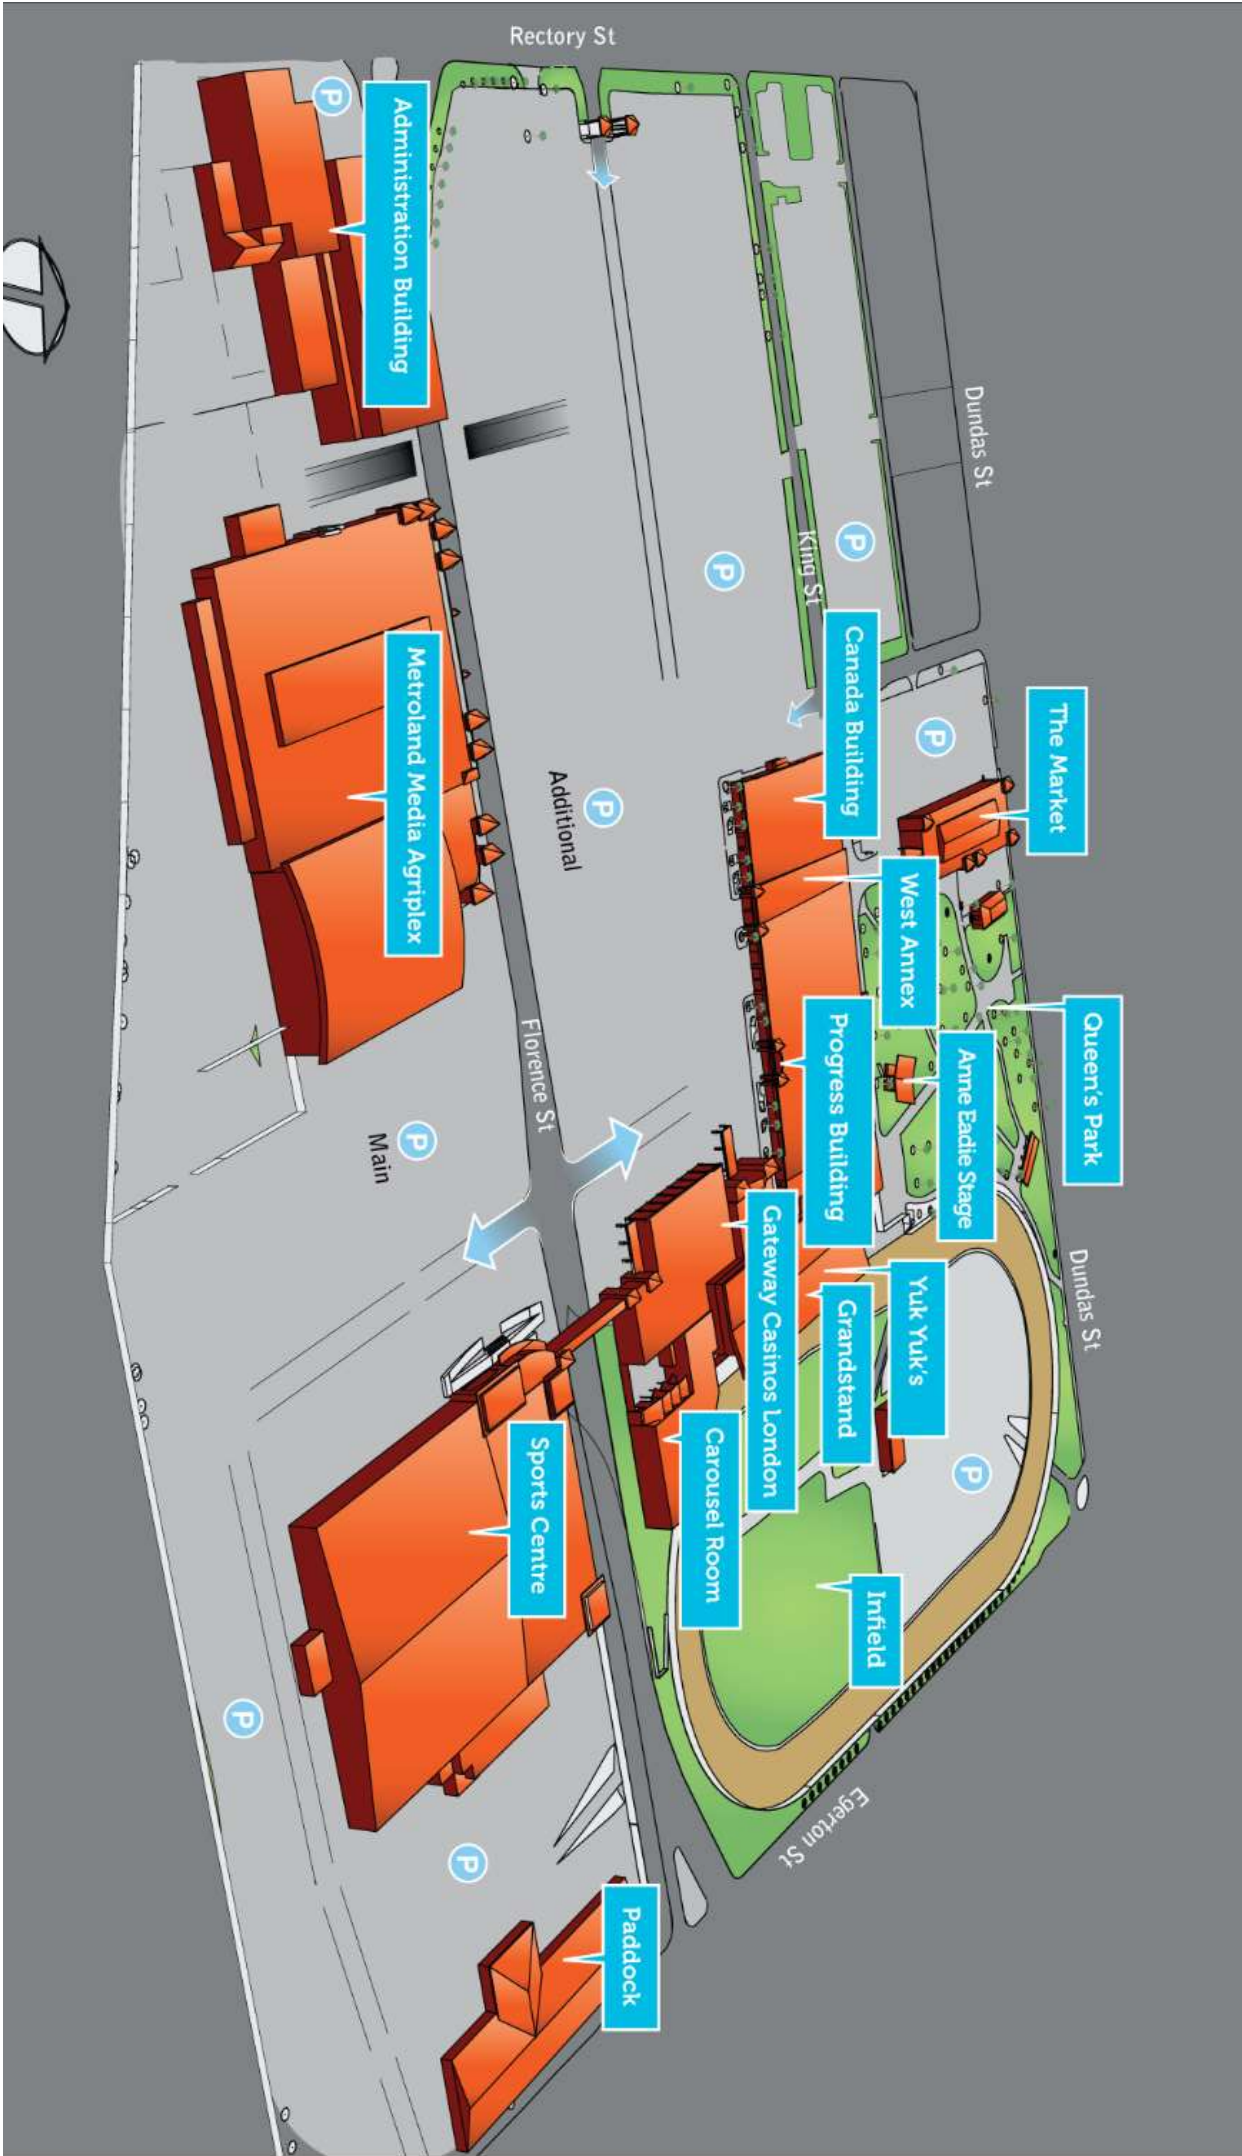 Queen's Park
Dundas St
The Market
Dundas St
Anne Eadie Stage
P
P
Yuk Yuk's
West Annex
Infield
P
Canada Building
Grandstand
Progress Building
King St
Egerton St
Gateway Casinos London
P
Carousel Room
Paddock
Rectory St
P
Additional
Florence St
Sports Centre
P
P
Main
Metroland Media Agriplex
Administration Building
P
P